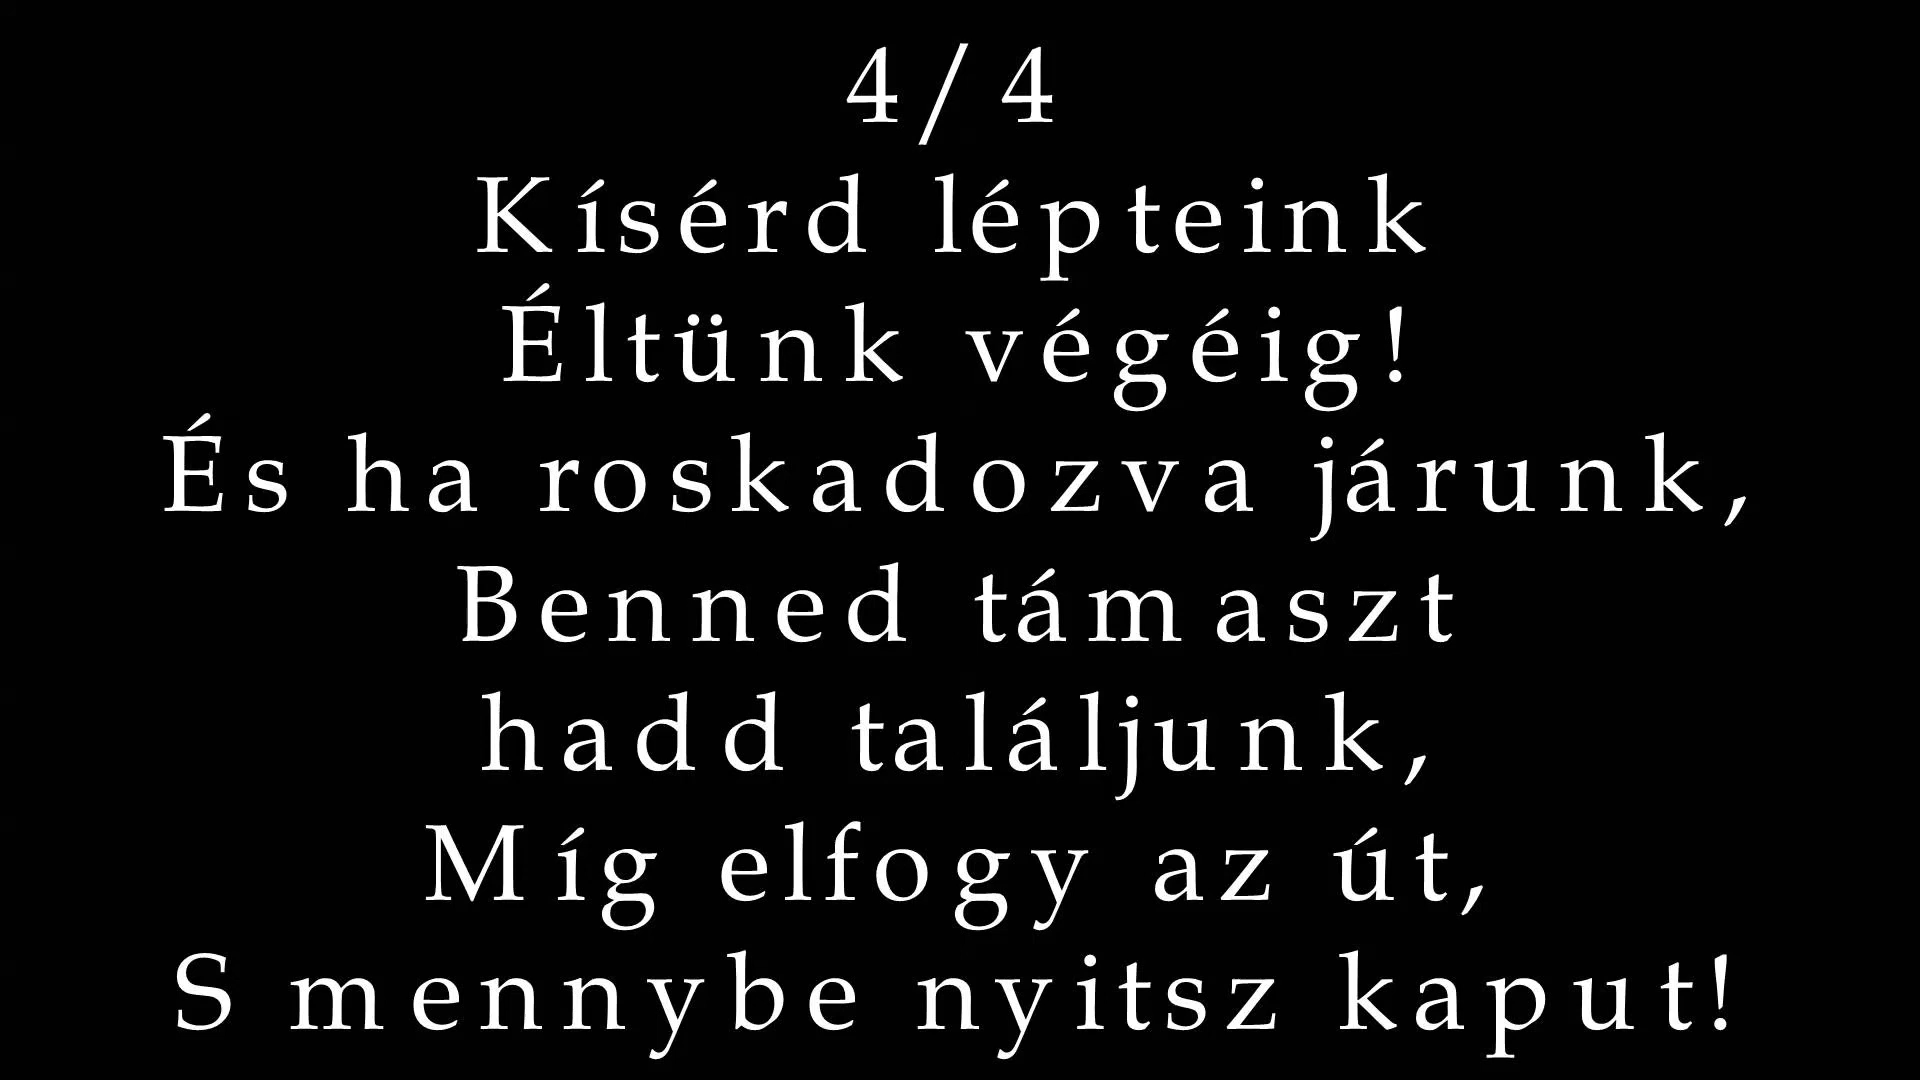 4/4
Kísérd lépteink
Éltünk végéig!
És ha roskadozva járunk,
Benned támaszt
hadd találjunk,
Míg elfogy az út,
S mennybe nyitsz kaput!